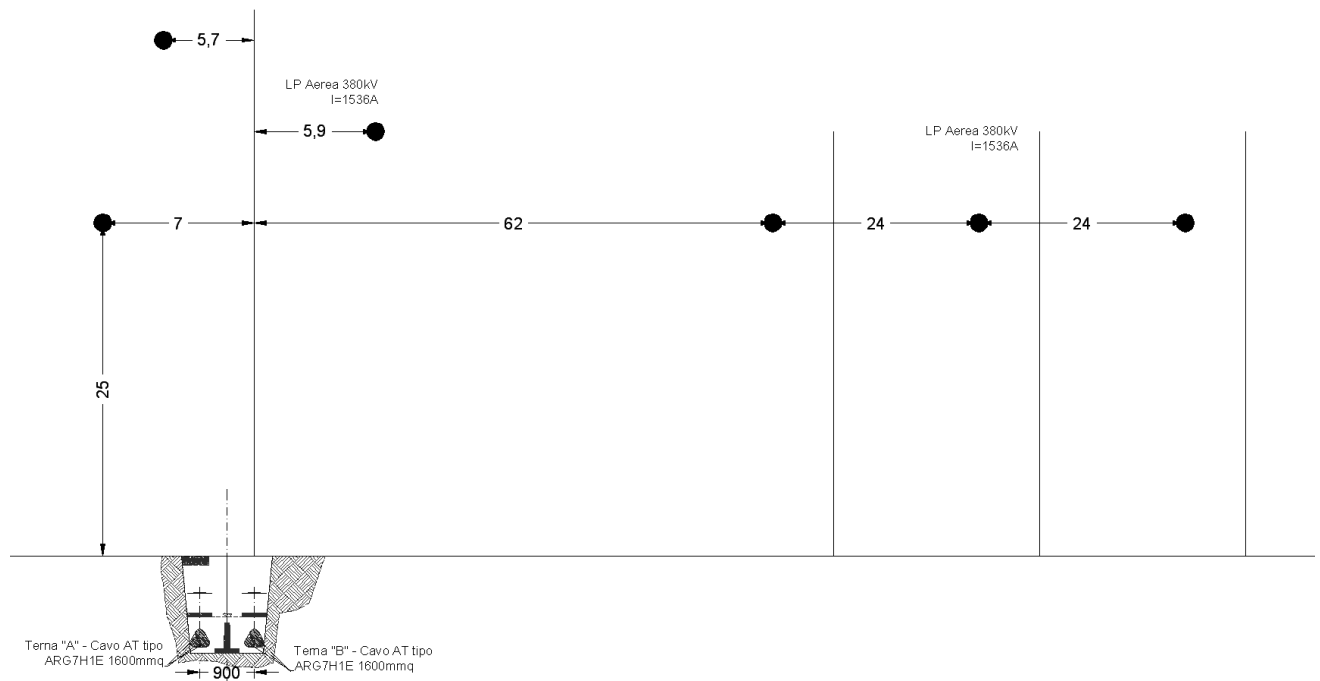 5,7
LP Aerea 380kV
I=1536A
5,9
LP Aerea 380kV
I=1536A
7
62
24
24
25
Terna "A" - Cavo AT tipo
ARG7H1E 1600mmq
Terna "B" - Cavo AT tipo
ARG7H1E 1600mmq
900